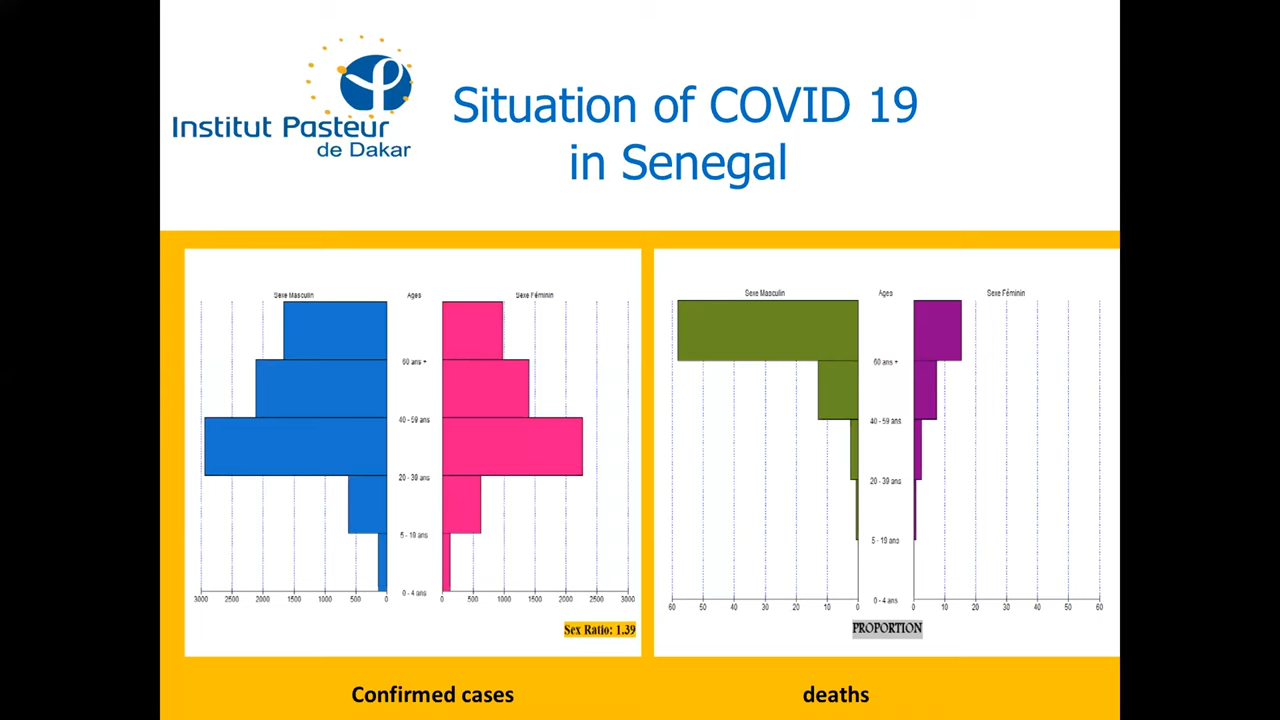 Institut Pasteur
de Dakar
Situation of COVID 19
in Senegal
Sexe Masculin Ages Sexe Féminin
60 ans +
40 - 59 ans
20 - 39 ans
5 - 19 ans
0 - 4 ans
3000 2500 2000 1500 1000 500 0 0 500 1000 1500 2000 2500 3000
Sex Ratio: 1.39
Sexe Masculin Ages Sexe Féminin
60 ans +
40 - 59 ans
20 - 39 ans
5 - 19 ans
0 - 4 ans
60 50 40 30 20 10 0 0 10 20 30 40 50 60
PROPORTION
Confirmed cases
deaths